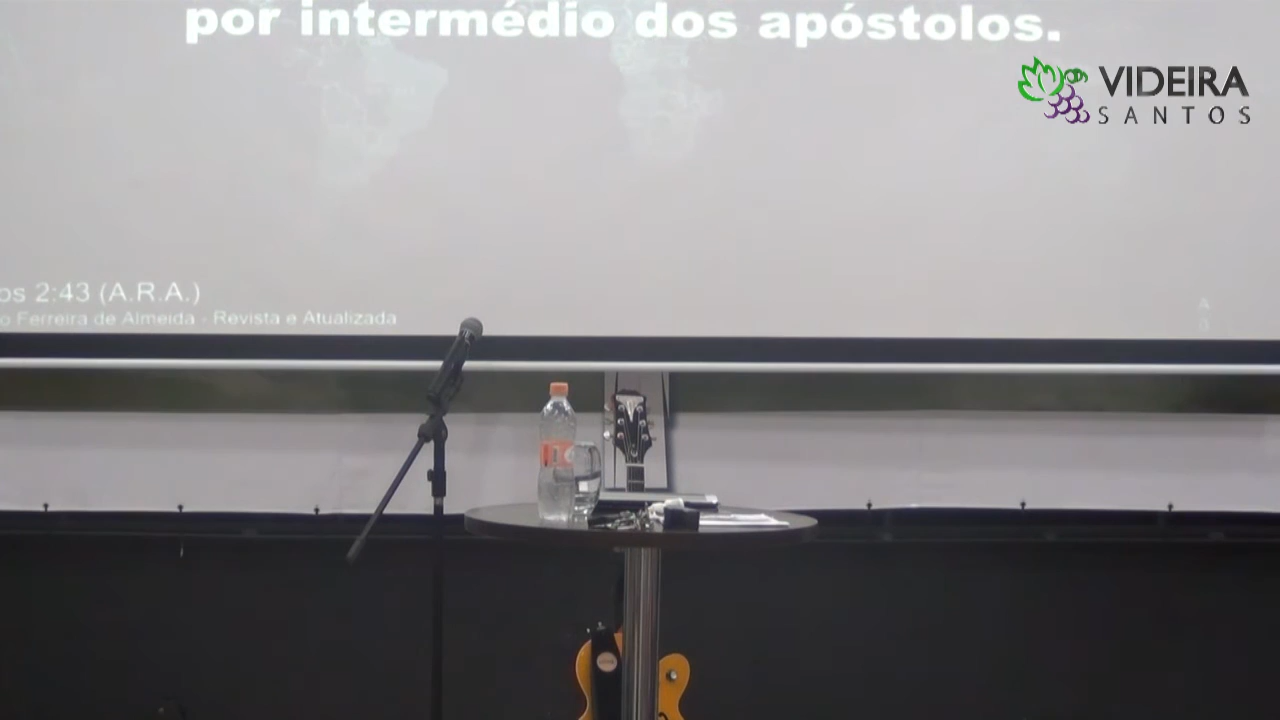 por intermédio dos apóstolos.
VIDEIRA
SANTOS
os 2:43 (A.R.A.)
o Ferreira de Almeida - Revista e Atualizada